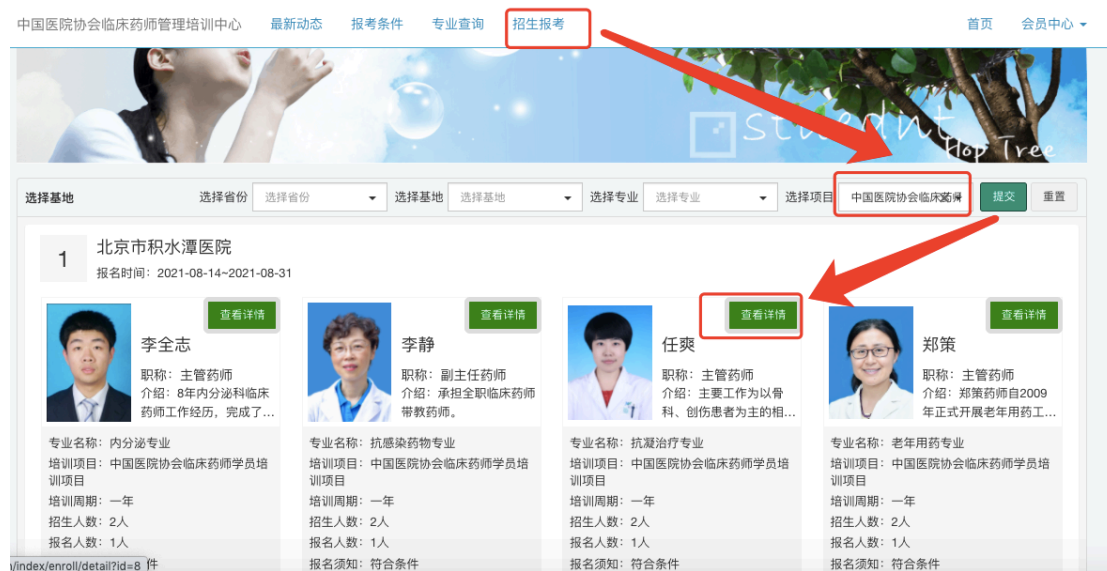 中国医院协会临床药师管理培训中心 最新动态 报考条件 专业查询 招生报考 首页 会员中心
stuednt
Hop Tree
选择基地 选择省份 选择省份 选择基地 选择基地 选择专业 选择专业 选择项目 中国医院协会临床药师 提交 重置
1 北京市积水潭医院
报名时间：2021-08-14~2021-08-31
查看详情 查看详情 查看详情 查看详情
李全志 李静 任爽 郑策
职称：主管药师 职称：副主任药师 职称：主管药师 职称：主管药师
介绍：8年内分泌科临床 介绍：承担全职临床药师 介绍：主要工作为以骨 介绍：郑策药师自2009
药师工作经历，完成了... 带教药师。 科、创伤患者为主的相... 年正式开展老年用药工...
专业名称：内分泌专业 专业名称：抗感染药物专业 专业名称：抗凝治疗专业 专业名称：老年用药专业
培训项目：中国医院协会临床药师学员培 培训项目：中国医院协会临床药师学员培 培训项目：中国医院协会临床药师学员培 培训项目：中国医院协会临床药师学员培
训项目 训项目 训项目 训项目
培训周期：一年 培训周期：一年 培训周期：一年 培训周期：一年
招生人数：2人 招生人数：2人 招生人数：2人 招生人数：2人
报名人数：1人 报名人数：1人 报名人数：1人 报名人数：1人
/index/enroll/detail?id=8 件 报名须知：符合条件 报名须知：符合条件 报名须知：符合条件